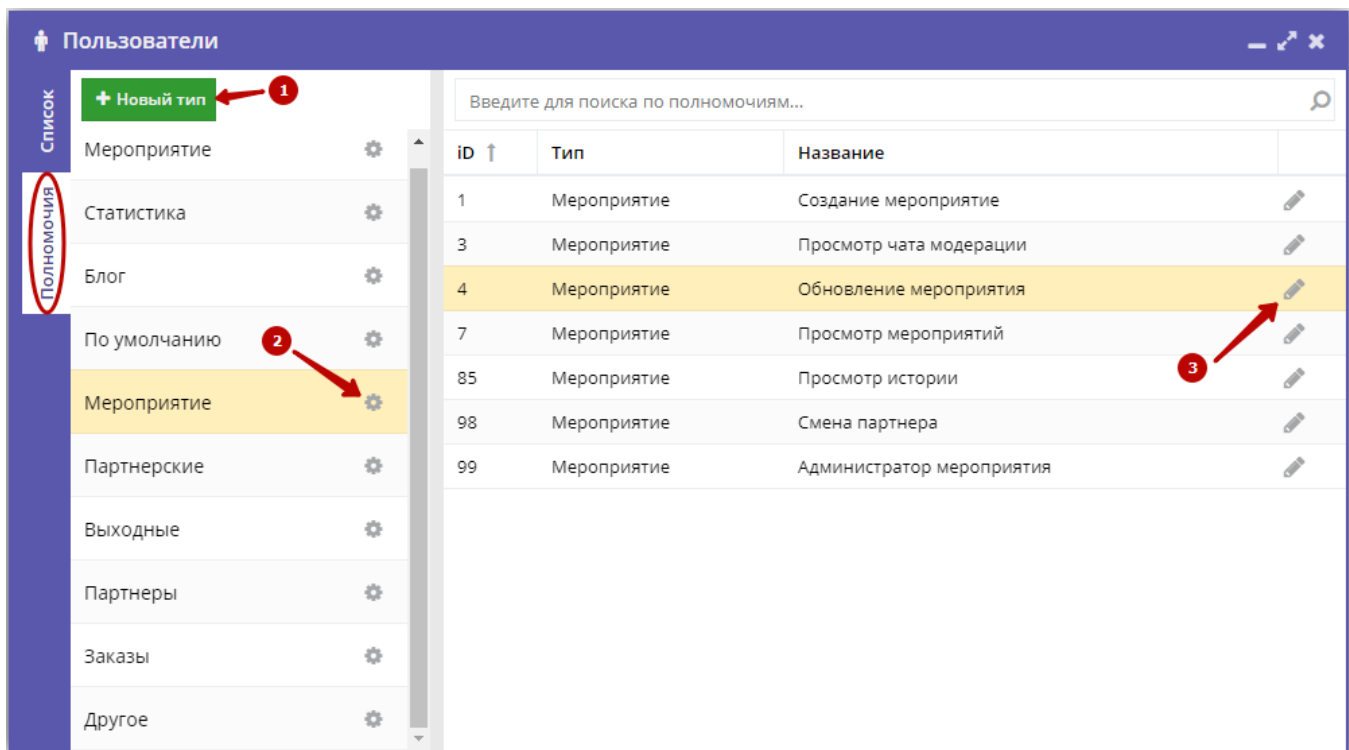 Пользователи
Список
Полномочия
+ Новый тип
1
Мероприятие
Статистика
Блог
По умолчанию
2
Мероприятие
Партнерские
Выходные
Партнеры
Заказы
Другое
Введите для поиска по полномочиям...
iD ↑ Тип Название
1 Мероприятие Создание мероприятие
3 Мероприятие Просмотр чата модерации
4 Мероприятие Обновление мероприятия
7 Мероприятие Просмотр мероприятий
3
85 Мероприятие Просмотр истории
98 Мероприятие Смена партнера
99 Мероприятие Администратор мероприятия